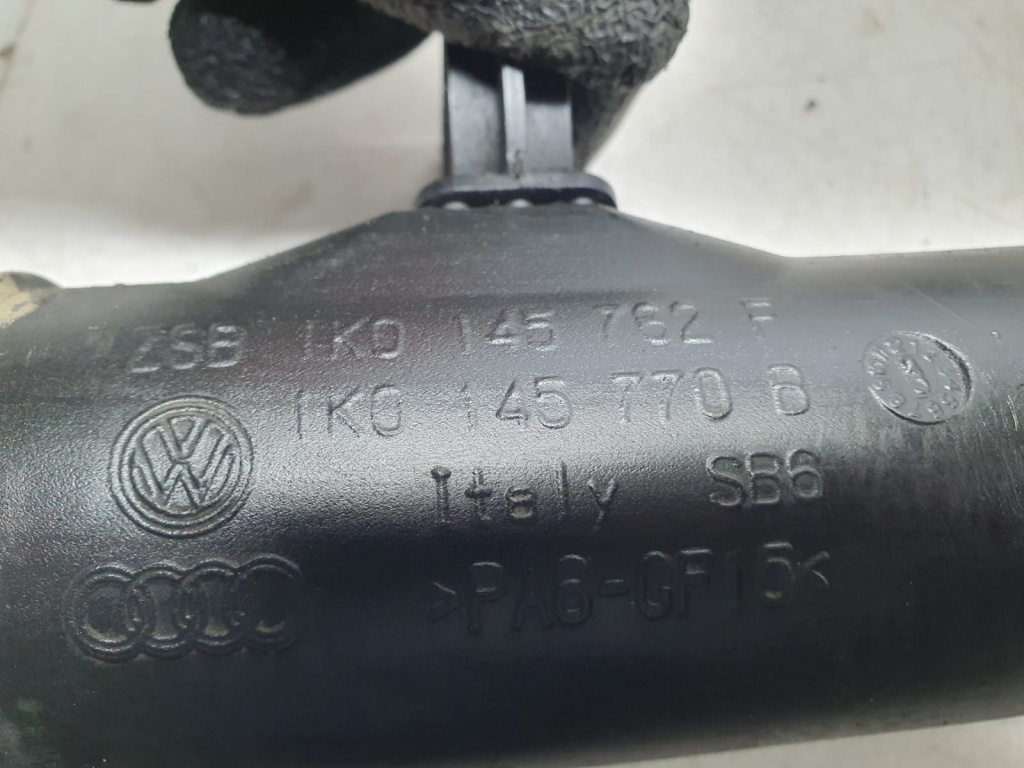 ZSB 1K0 145 762 F
1K0 145 770 B
Italy SB6
>PA6-GF15<